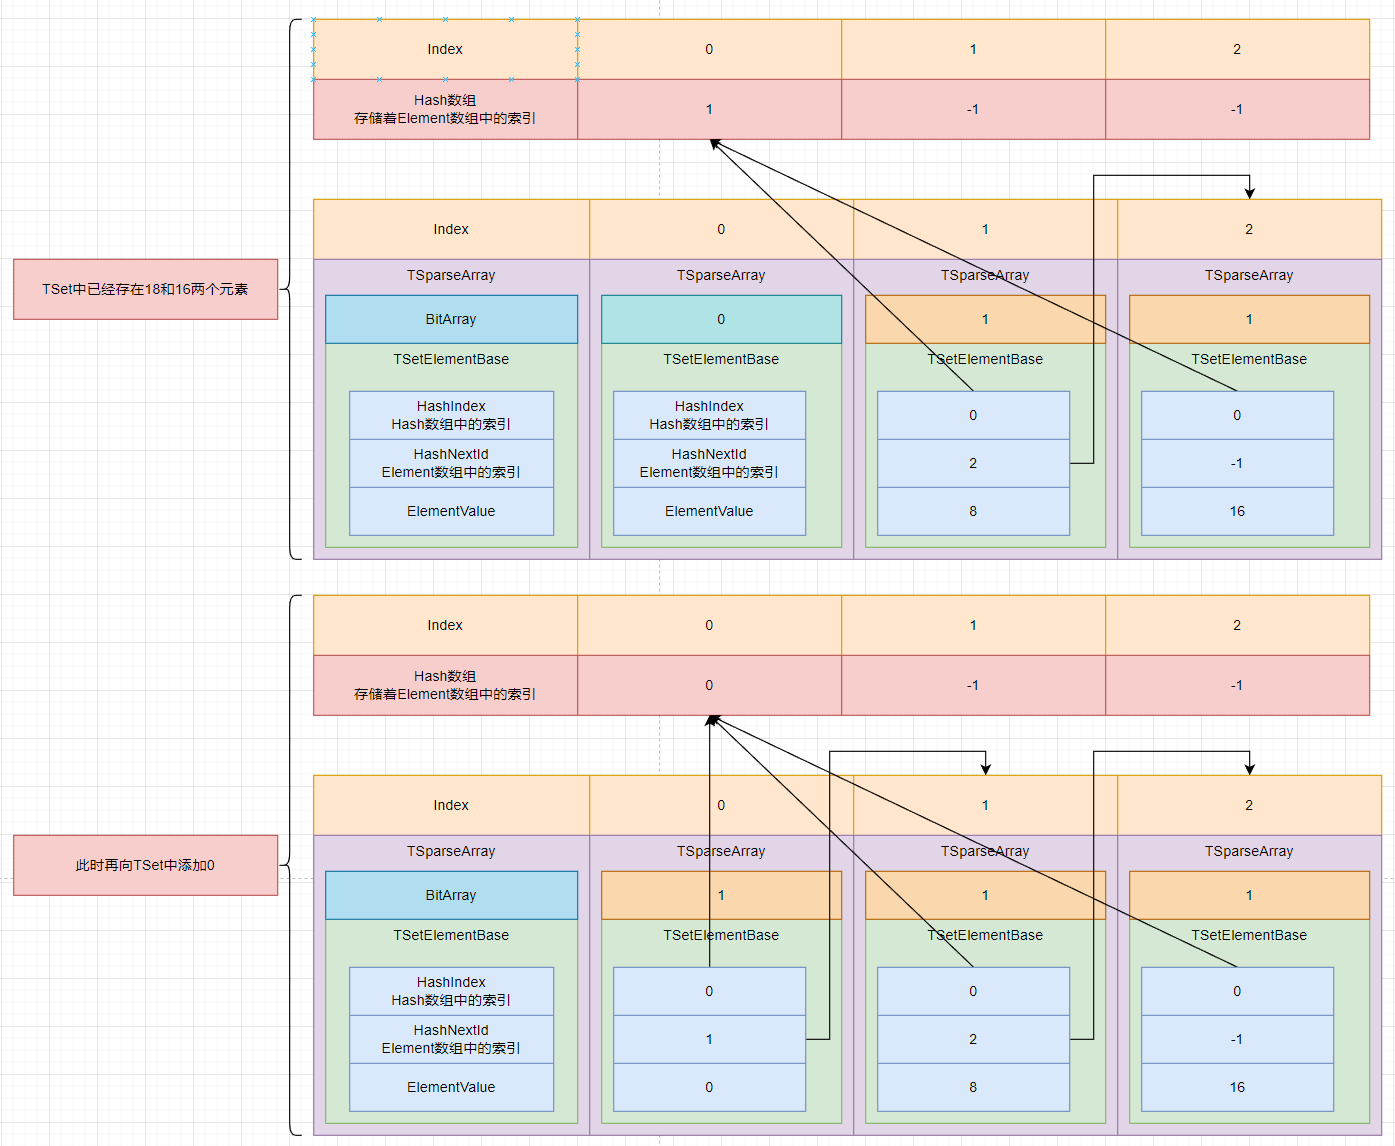 Index
0
1
2
Hash数组
存储着Element数组中的索引
1
-1
-1
Index
0
1
2
TSet中已经存在18和16两个元素
TSparseArray
TSparseArray
TSparseArray
TSparseArray
BitArray
0
1
1
TSetElementBase
TSetElementBase
TSetElementBase
TSetElementBase
HashIndex
Hash数组中的索引
HashIndex
Hash数组中的索引
0
0
HashNextId
Element数组中的索引
HashNextId
Element数组中的索引
2
-1
ElementValue
ElementValue
8
16
Index
0
1
2
Hash数组
存储着Element数组中的索引
0
-1
-1
Index
0
1
2
此时再向TSet中添加0
TSparseArray
TSparseArray
TSparseArray
TSparseArray
BitArray
1
1
1
TSetElementBase
TSetElementBase
TSetElementBase
TSetElementBase
HashIndex
Hash数组中的索引
0
0
0
HashNextId
Element数组中的索引
1
2
-1
ElementValue
0
8
16